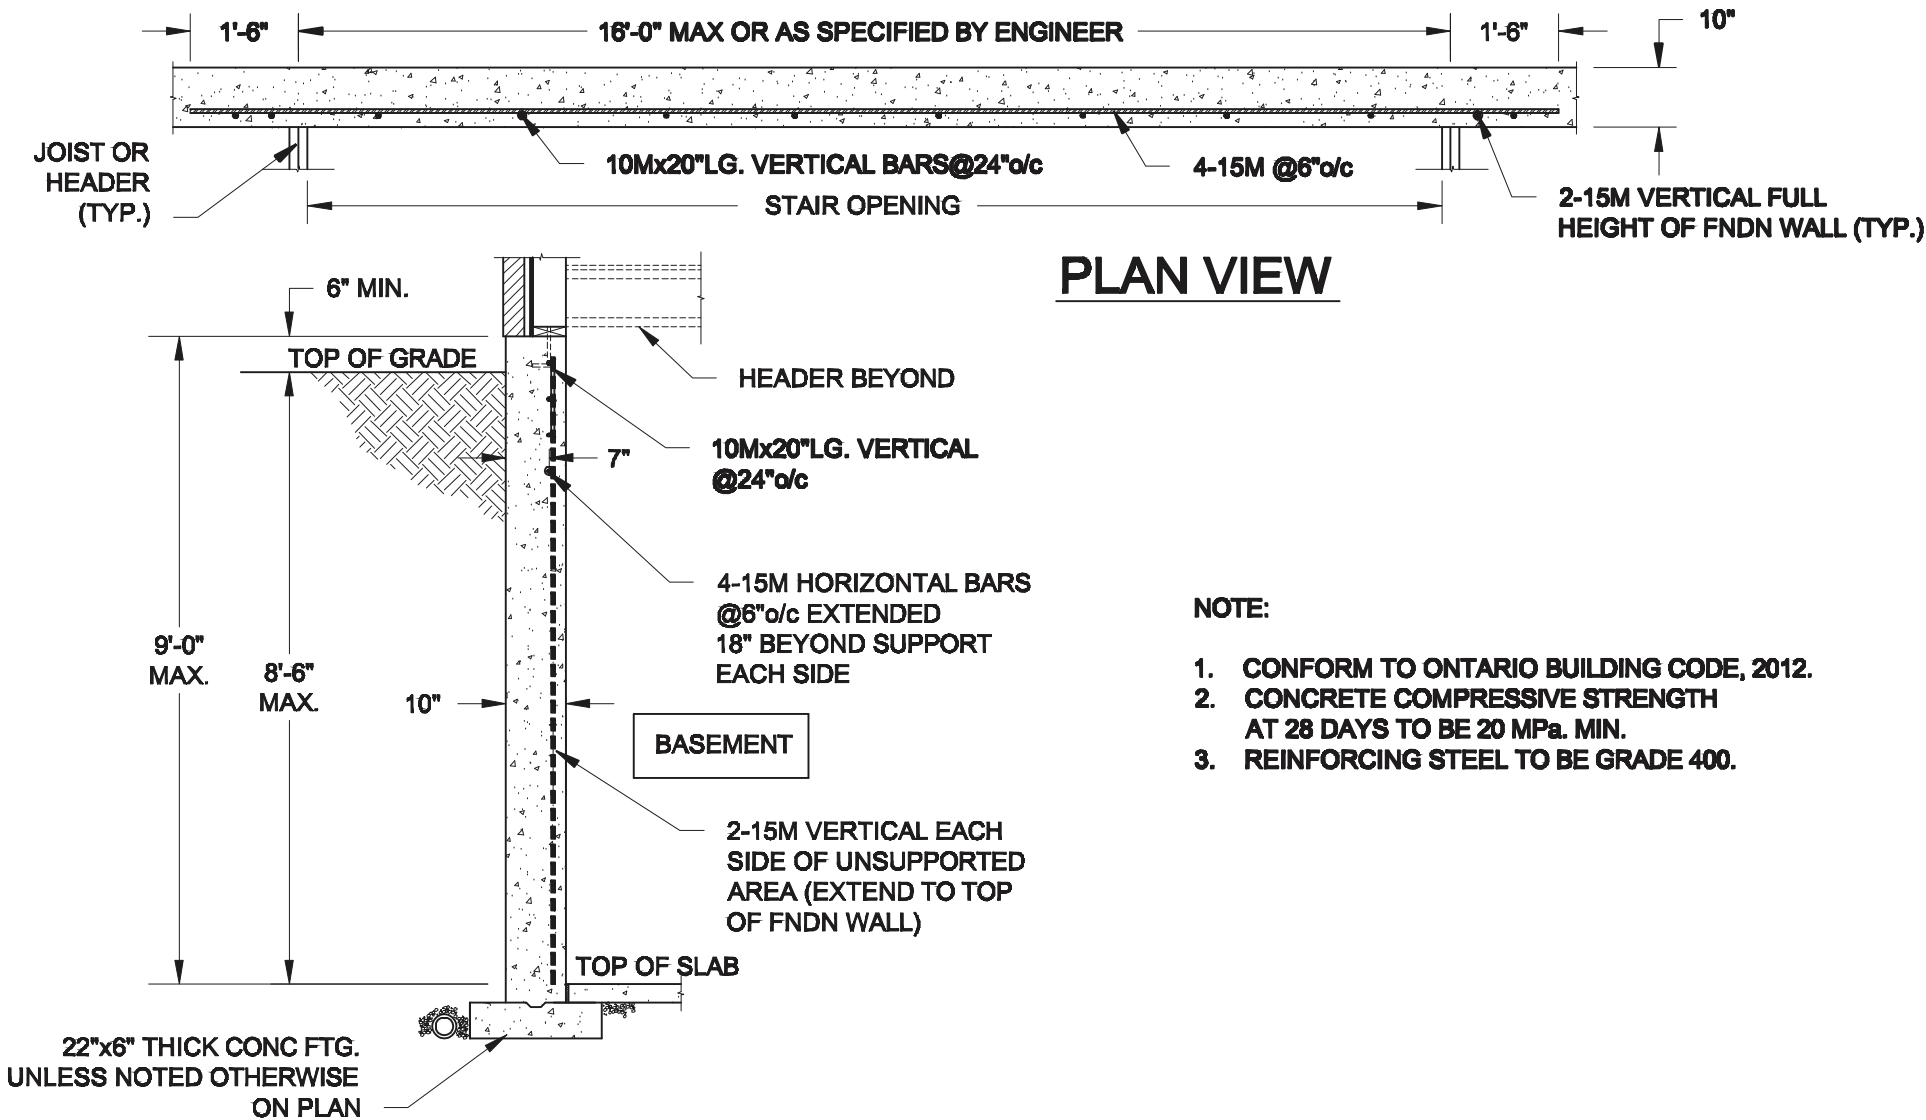 1'-6"
16'-0" MAX OR AS SPECIFIED BY ENGINEER
1'-6"
10"
JOIST OR
HEADER
(TYP.)
10Mx20"LG. VERTICAL BARS@24"o/c
4-15M @6"o/c
STAIR OPENING
2-15M VERTICAL FULL
HEIGHT OF FNDN WALL (TYP.)
PLAN VIEW
6" MIN.
TOP OF GRADE
HEADER BEYOND
10Mx20"LG. VERTICAL
@24"o/c
7"
4-15M HORIZONTAL BARS
@6"o/c EXTENDED
18" BEYOND SUPPORT
EACH SIDE
9'-0"
MAX.
8'-6"
MAX.
10"
BASEMENT
2-15M VERTICAL EACH
SIDE OF UNSUPPORTED
AREA (EXTEND TO TOP
OF FNDN WALL)
TOP OF SLAB
22"x6" THICK CONC FTG.
UNLESS NOTED OTHERWISE
ON PLAN
NOTE:
1. CONFORM TO ONTARIO BUILDING CODE, 2012.
2. CONCRETE COMPRESSIVE STRENGTH
AT 28 DAYS TO BE 20 MPa. MIN.
3. REINFORCING STEEL TO BE GRADE 400.